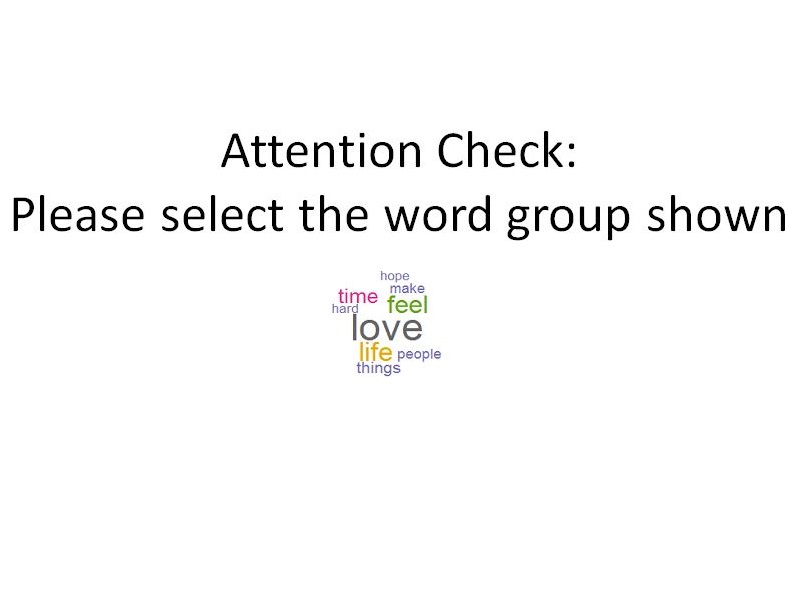 Attention Check:
Please select the word group shown
hope
make
time
feel
hard
love
life people
things